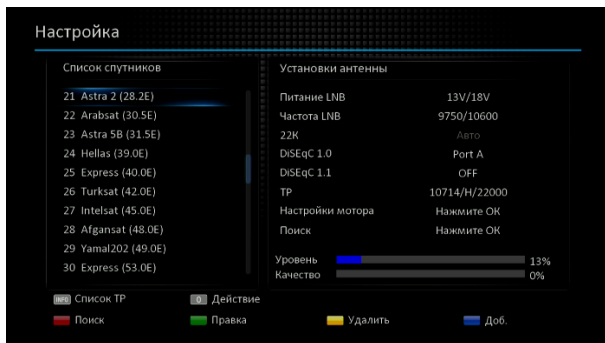 Настройка
Список спутников
21 Astra 2 (28.2E)
22 Arabsat (30.5E)
23 Astra 5B (31.5E)
24 Hellas (39.0E)
25 Express (40.0E)
26 Turksat (42.0E)
27 Intelsat (45.0E)
28 Afgansat (48.0E)
29 Yamal202 (49.0E)
30 Express (53.0E)
Установки антенны
Питание LNB 13V/18V
Частота LNB 9750/10600
22К Авто
DiSEqC 1.0 Port A
DiSEqC 1.1 OFF
TP 10714/H/22000
Настройки мотора Нажмите ОК
Поиск Нажмите ОК
Уровень 13%
Качество 0%
INFO Список ТР 0 Действие
Поиск Правка Удалить Доб.